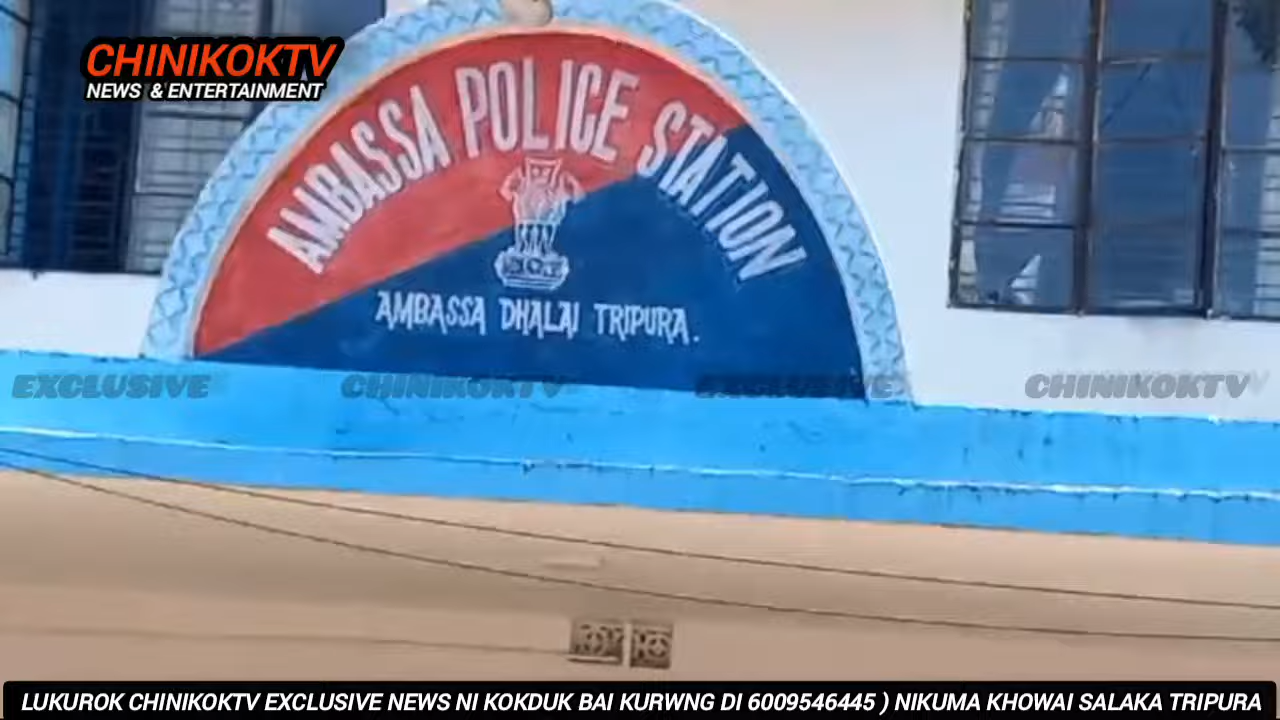 CHINIKOKTV
NEWS & ENTERTAINMENT
AMBASSA POLICE STATION
AMBASSA DHALAI TRIPURA.
EXCLUSIVE CHINIKOKTV EXCLUSIVE CHINIKOKTV
LUKUROK CHINIKOKTV EXCLUSIVE NEWS NI KOKDUK BAI KURWNG DI 6009546445 ) NIKUMA KHOWAI SALAKA TRIPURA